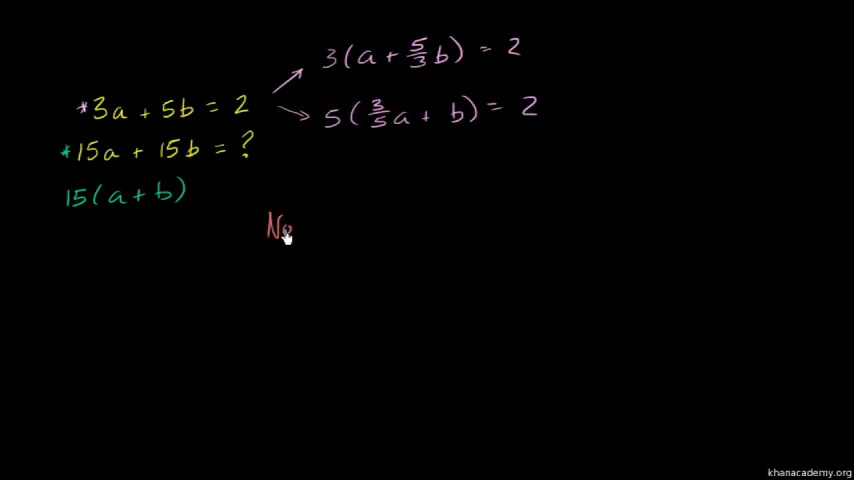 3(a + 5/3 b) = 2
*3a + 5b = 2
5(3/5 a + b) = 2
*15a + 15b = ?
15(a + b)
No
khanacademy.org